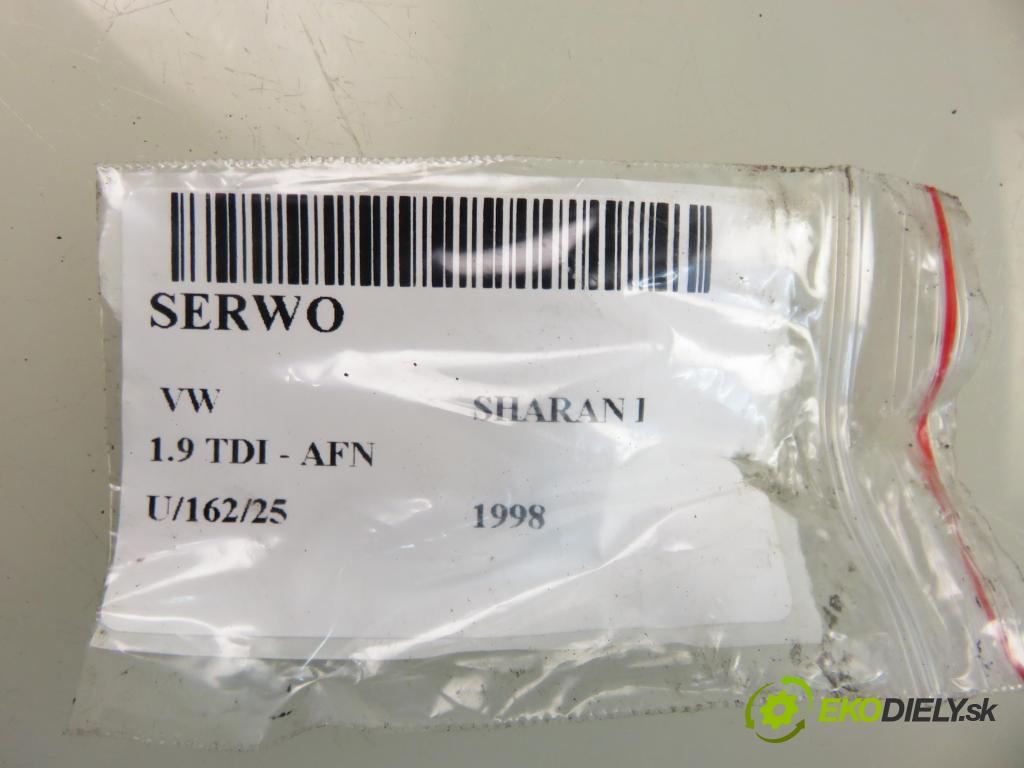 SERWO
VW SHARAN I
1.9 TDI - AFN
U/162/25 1998
EKODIELY.sk